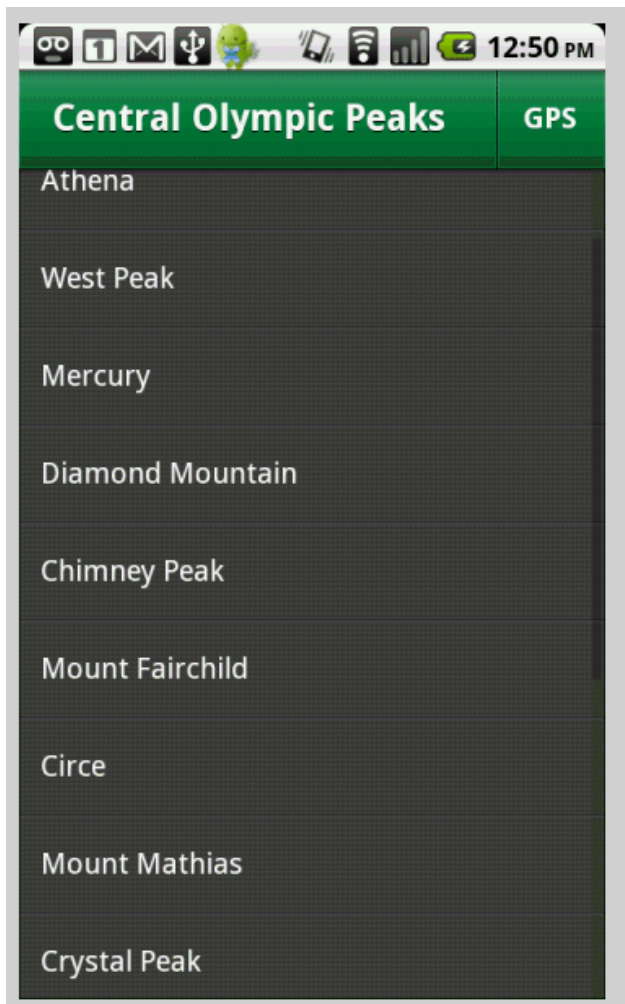 1 12:50 PM
Central Olympic Peaks GPS
Athena
West Peak
Mercury
Diamond Mountain
Chimney Peak
Mount Fairchild
Circe
Mount Mathias
Crystal Peak